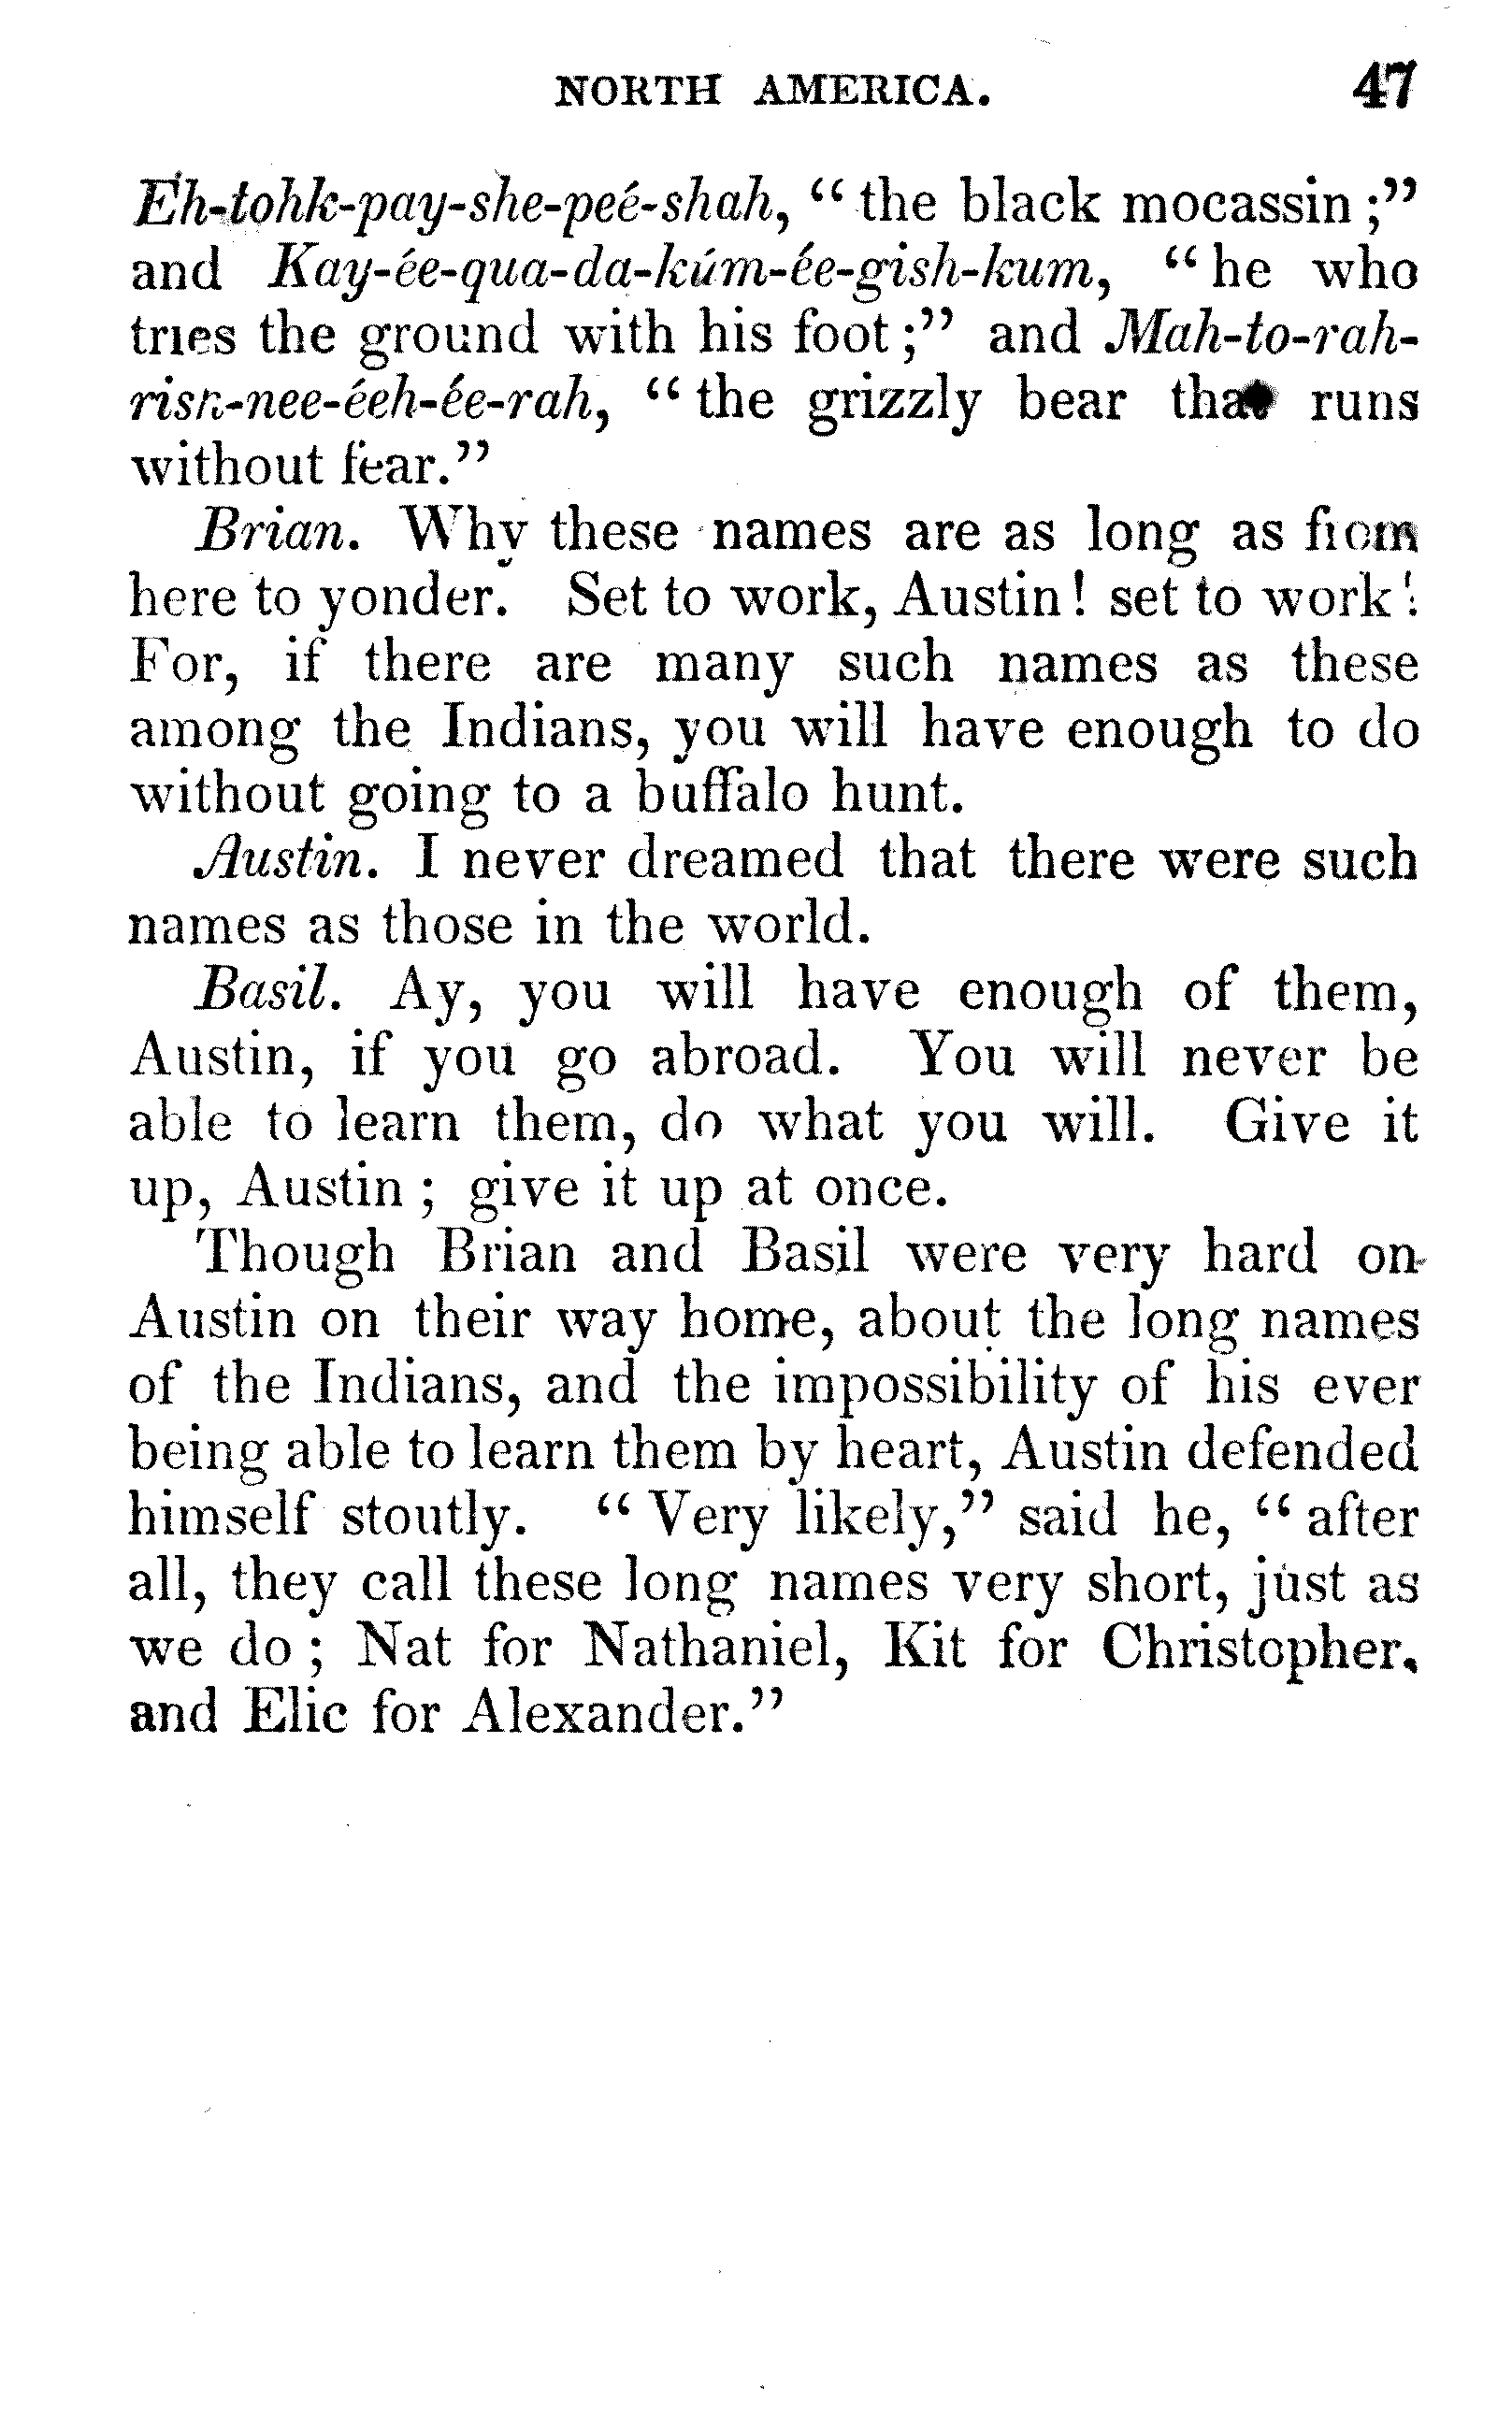 NORTH AMERICA. 47
Éh-tohk-pay-she-peé-shah, "the black mocassin;"
and Kay-ée-qua-da-kúm-ée-gish-kum, "he who
tries the ground with his foot;" and Mah-to-rah-
rish-nee-éeh-ée-rah, "the grizzly bear that runs
without fear."
Brian. Why these names are as long as from
here to yonder. Set to work, Austin! set to work!
For, if there are many such names as these
among the Indians, you will have enough to do
without going to a buffalo hunt.
Austin. I never dreamed that there were such
names as those in the world.
Basil. Ay, you will have enough of them,
Austin, if you go abroad. You will never be
able to learn them, do what you will. Give it
up, Austin; give it up at once.
Though Brian and Basil were very hard on
Austin on their way home, about the long names
of the Indians, and the impossibility of his ever
being able to learn them by heart, Austin defended
himself stoutly. "Very likely," said he, "after
all, they call these long names very short, just as
we do; Nat for Nathaniel, Kit for Christopher,
and Elic for Alexander."